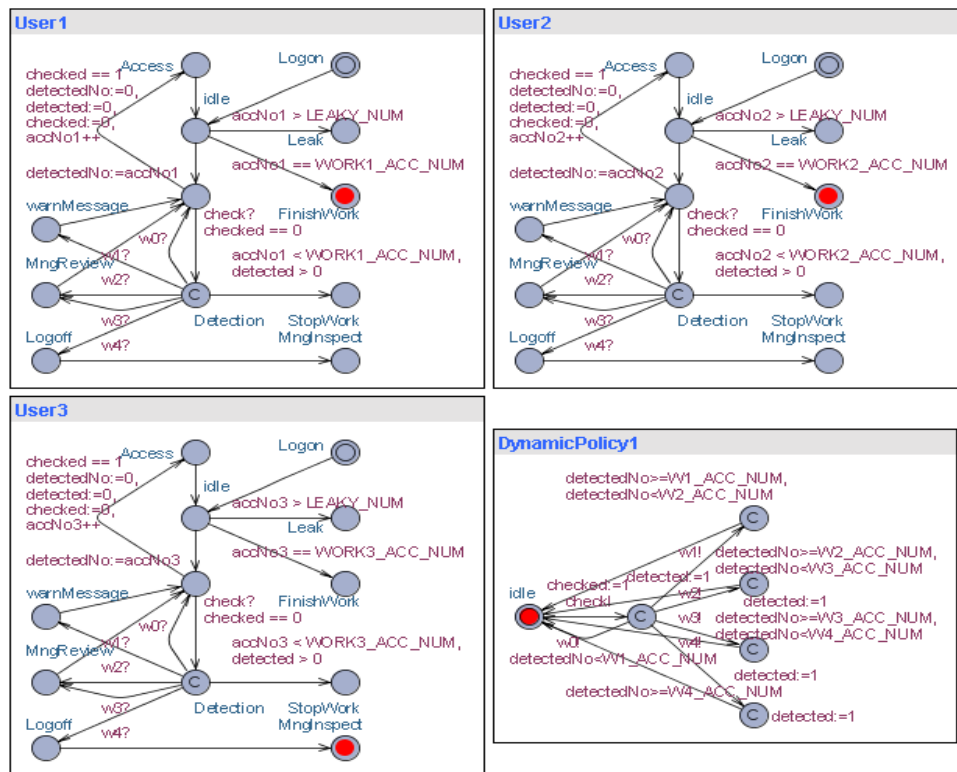 User1
Access
Logon
checked == 1
detectedNo:=0,
detected:=0,
checked:=0,
accNo1++
idle
accNo1 > LEAKY_NUM
Leak
accNo1 == WORK1_ACC_NUM
detectedNo:=accNo1
warnMessage
FinishWork
check?
checked == 0
w0?
w1?
MngReview
w2?
accNo1 < WORK1_ACC_NUM,
detected > 0
C
w3?
Detection
StopWork
Logoff
w4?
MngInspect
User2
Access
Logon
checked == 1
detectedNo:=0,
detected:=0,
checked:=0,
accNo2++
idle
accNo2 > LEAKY_NUM
Leak
accNo2 == WORK2_ACC_NUM
detectedNo:=accNo2
warnMessage
FinishWork
check?
checked == 0
w0?
w1?
MngReview
w2?
accNo2 < WORK2_ACC_NUM,
detected > 0
C
w3?
Detection
StopWork
Logoff
w4?
MngInspect
User3
Access
Logon
checked == 1
detectedNo:=0,
detected:=0,
checked:=0,
accNo3++
idle
accNo3 > LEAKY_NUM
Leak
accNo3 == WORK3_ACC_NUM
detectedNo:=accNo3
warnMessage
FinishWork
check?
checked == 0
w0?
w1?
MngReview
w2?
accNo3 < WORK3_ACC_NUM,
detected > 0
C
w3?
Detection
StopWork
Logoff
w4?
MngInspect
DynamicPolicy1
detectedNo>=W1_ACC_NUM,
detectedNo<W2_ACC_NUM
C
w1!
detectedNo>=W2_ACC_NUM,
detectedNo<W3_ACC_NUM
checked:=1
detected:=1
C
idle
check!
w2!
detected:=1
C
w3!
detectedNo>=W3_ACC_NUM,
detectedNo<W4_ACC_NUM
w0!
w4!
C
detectedNo<W1_ACC_NUM
detected:=1
detectedNo>=W4_ACC_NUM
C
detected:=1